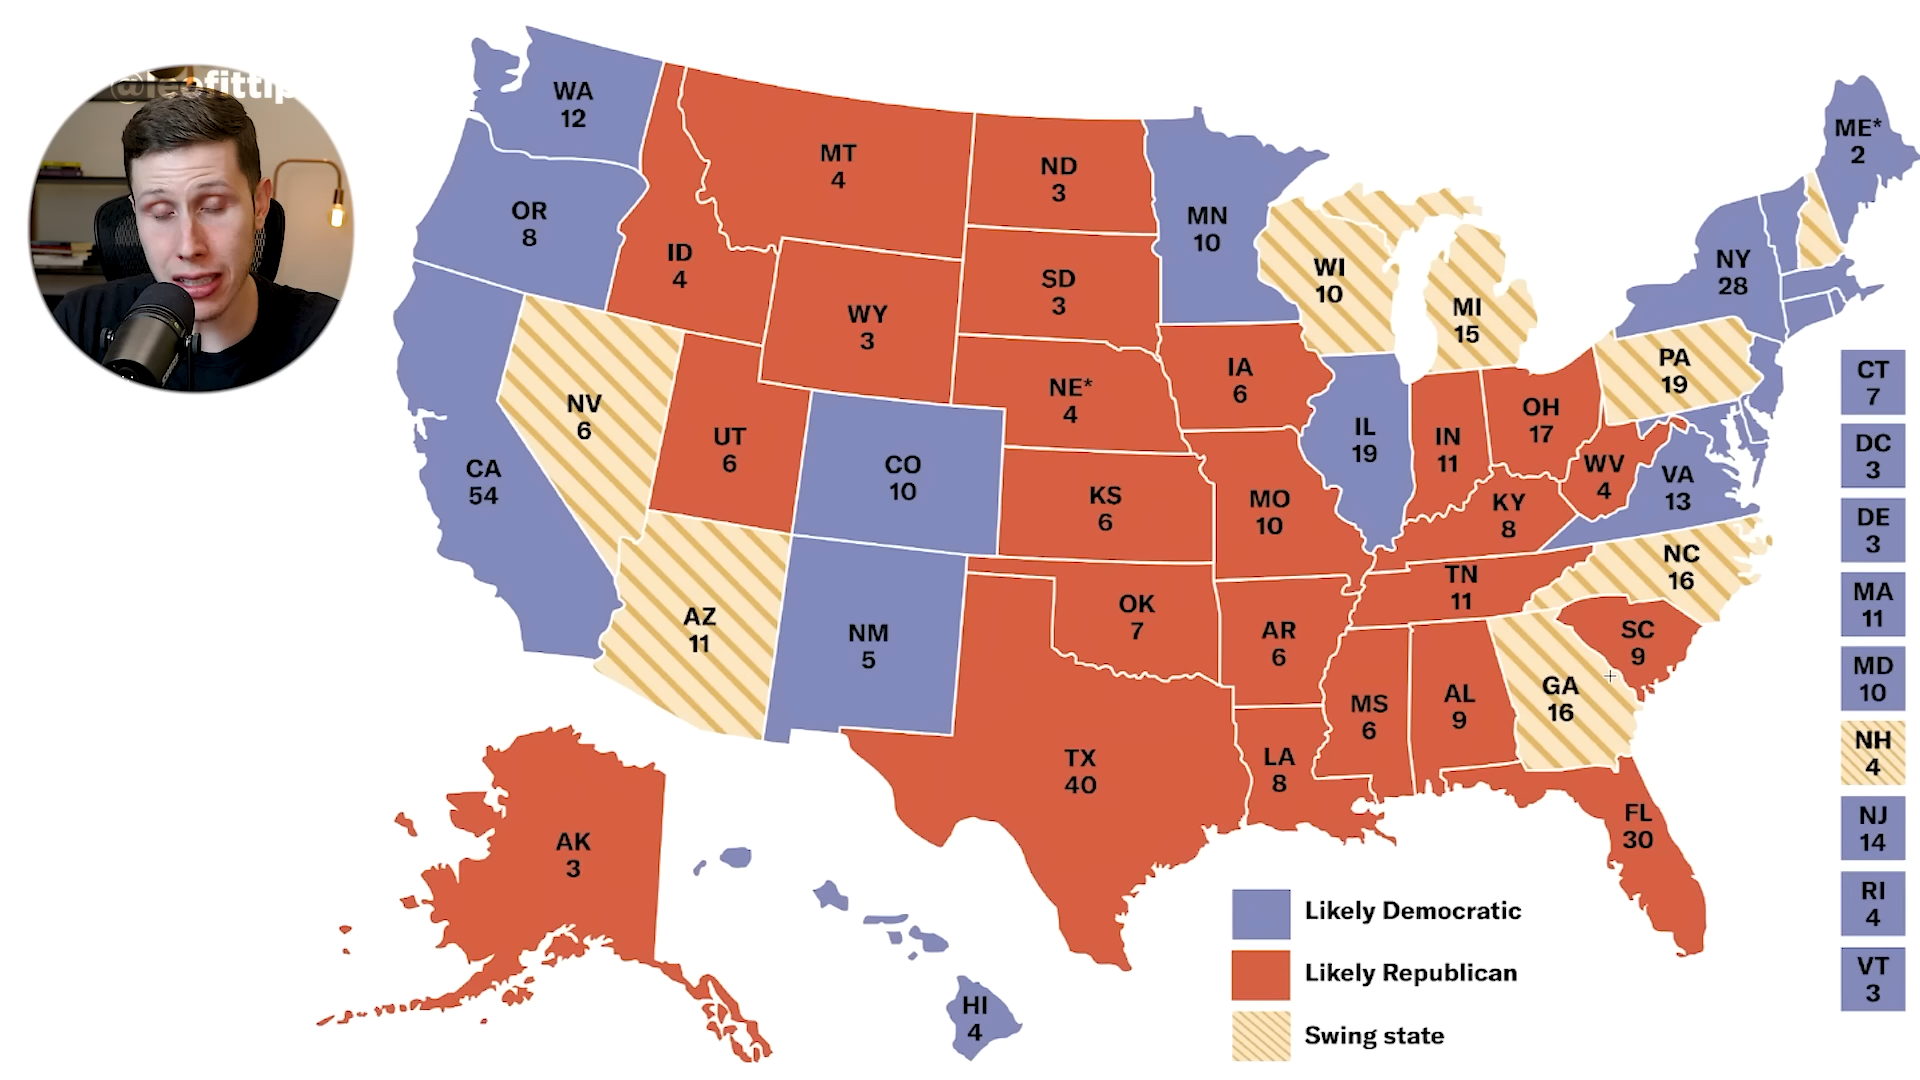 WA
12
OR
8
CA
54
NV
6
ID
4
MT
4
WY
3
UT
6
AZ
11
CO
10
NM
5
ND
3
SD
3
NE*
4
KS
6
OK
7
TX
40
MN
10
IA
6
MO
10
AR
6
LA
8
WI
10
IL
19
MI
15
IN
11
OH
17
KY
8
TN
11
MS
6
AL
9
GA
16
FL
30
SC
9
NC
16
VA
13
WV
4
PA
19
NY
28
ME*
2
CT
7
DC
3
DE
3
MA
11
MD
10
NH
4
NJ
14
RI
4
VT
3
AK
3
HI
4
Likely Democratic
Likely Republican
Swing state